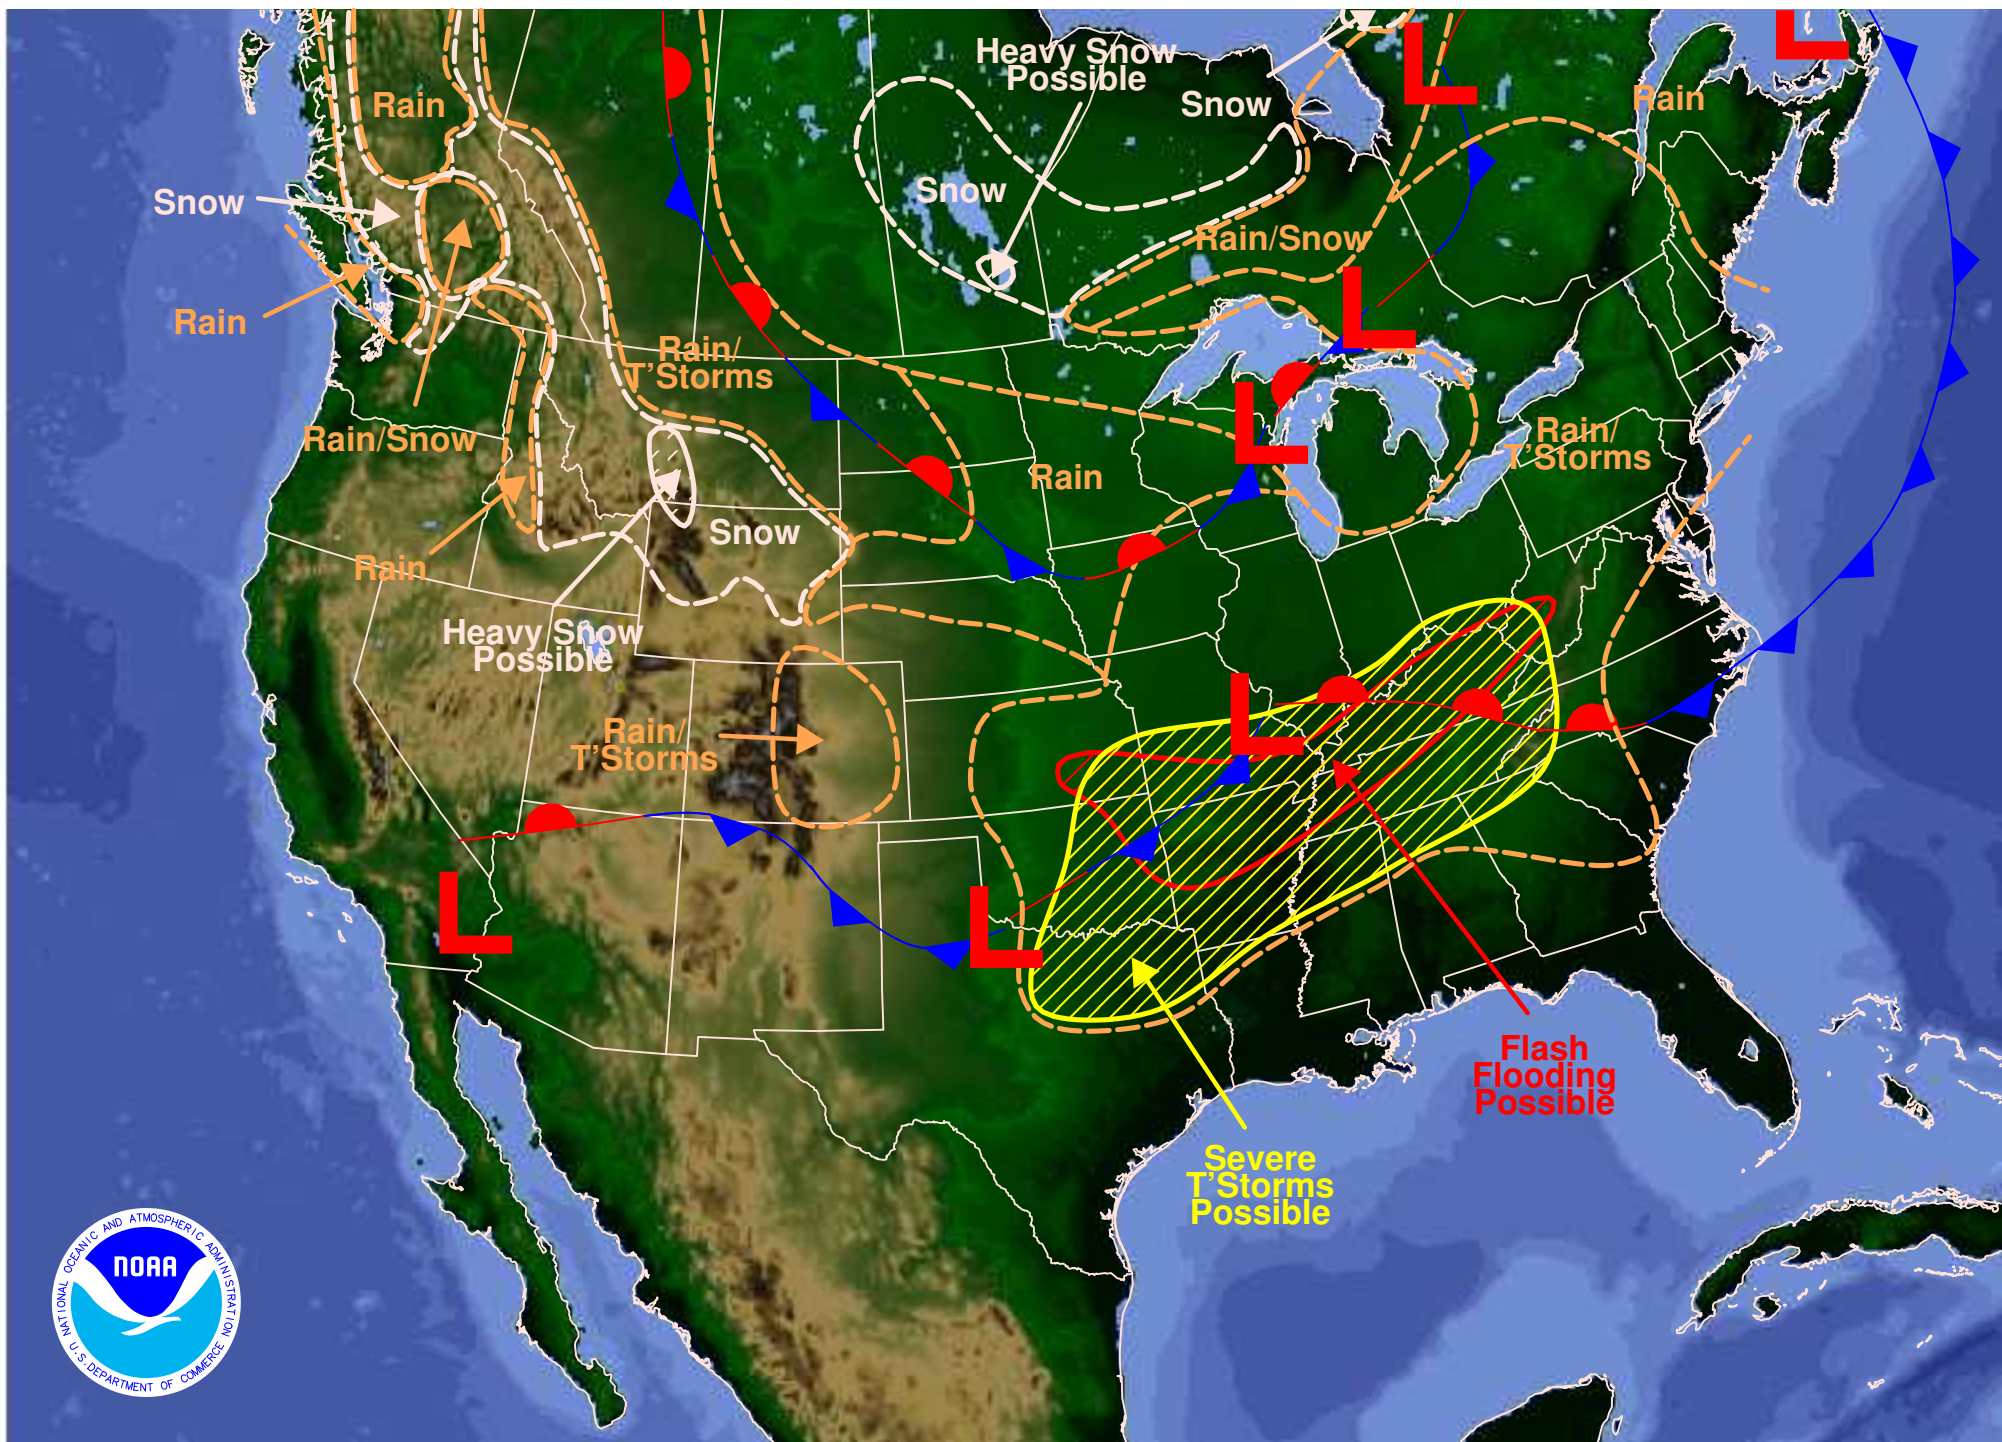 Heavy Snow
Possible
Rain
Snow
Rain
Snow
Snow
Rain/Snow
Rain
Rain/
T'Storms
Rain/Snow
Rain
Rain/
T'Storms
Snow
Rain
Heavy Snow
Possible
Rain/
T'Storms
L
L
L
L
L
L
L
Flash
Flooding
Possible
Severe
T'Storms
Possible
NATIONAL OCEANIC AND ATMOSPHERIC ADMINISTRATION
NOAA
U.S. DEPARTMENT OF COMMERCE